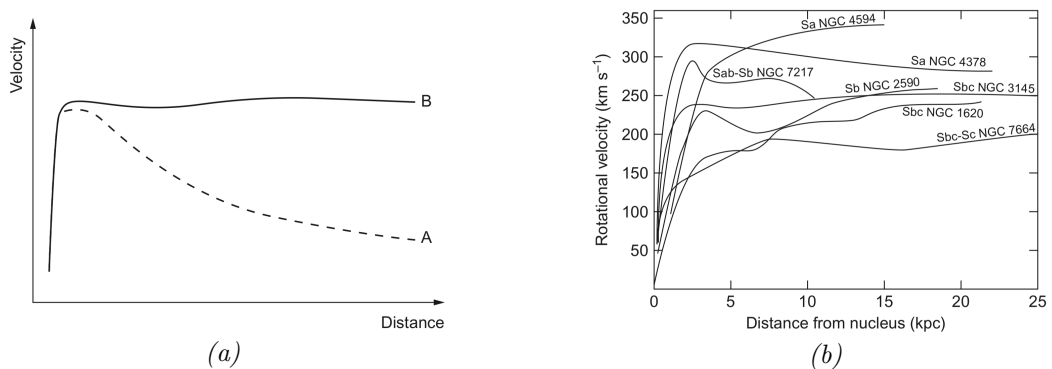 Velocity
B
A
Distance
(a)
350
300
250
200
150
100
50
0
5
10
15
20
25
Rotational velocity (km s⁻¹)
Distance from nucleus (kpc)
Sa NGC 4594
Sa NGC 4378
Sab-Sb NGC 7217
Sb NGC 2590
Sbc NGC 3145
Sbc NGC 1620
Sbc-Sc NGC 7664
(b)